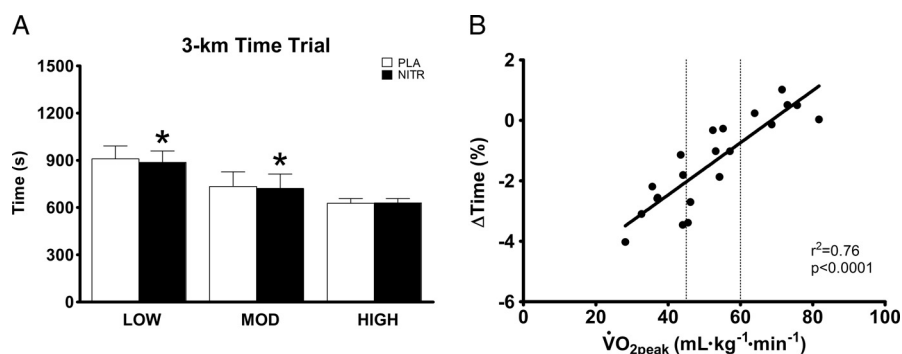 A
3-km Time Trial
PLA
NITR
1500
1200
900
600
300
0
Time (s)
*
*
LOW
MOD
HIGH
B
2
0
-2
-4
-6
ΔTime (%)
r²=0.76
p<0.0001
0
20
40
60
80
100
V̇O₂peak (mL·kg⁻¹·min⁻¹)